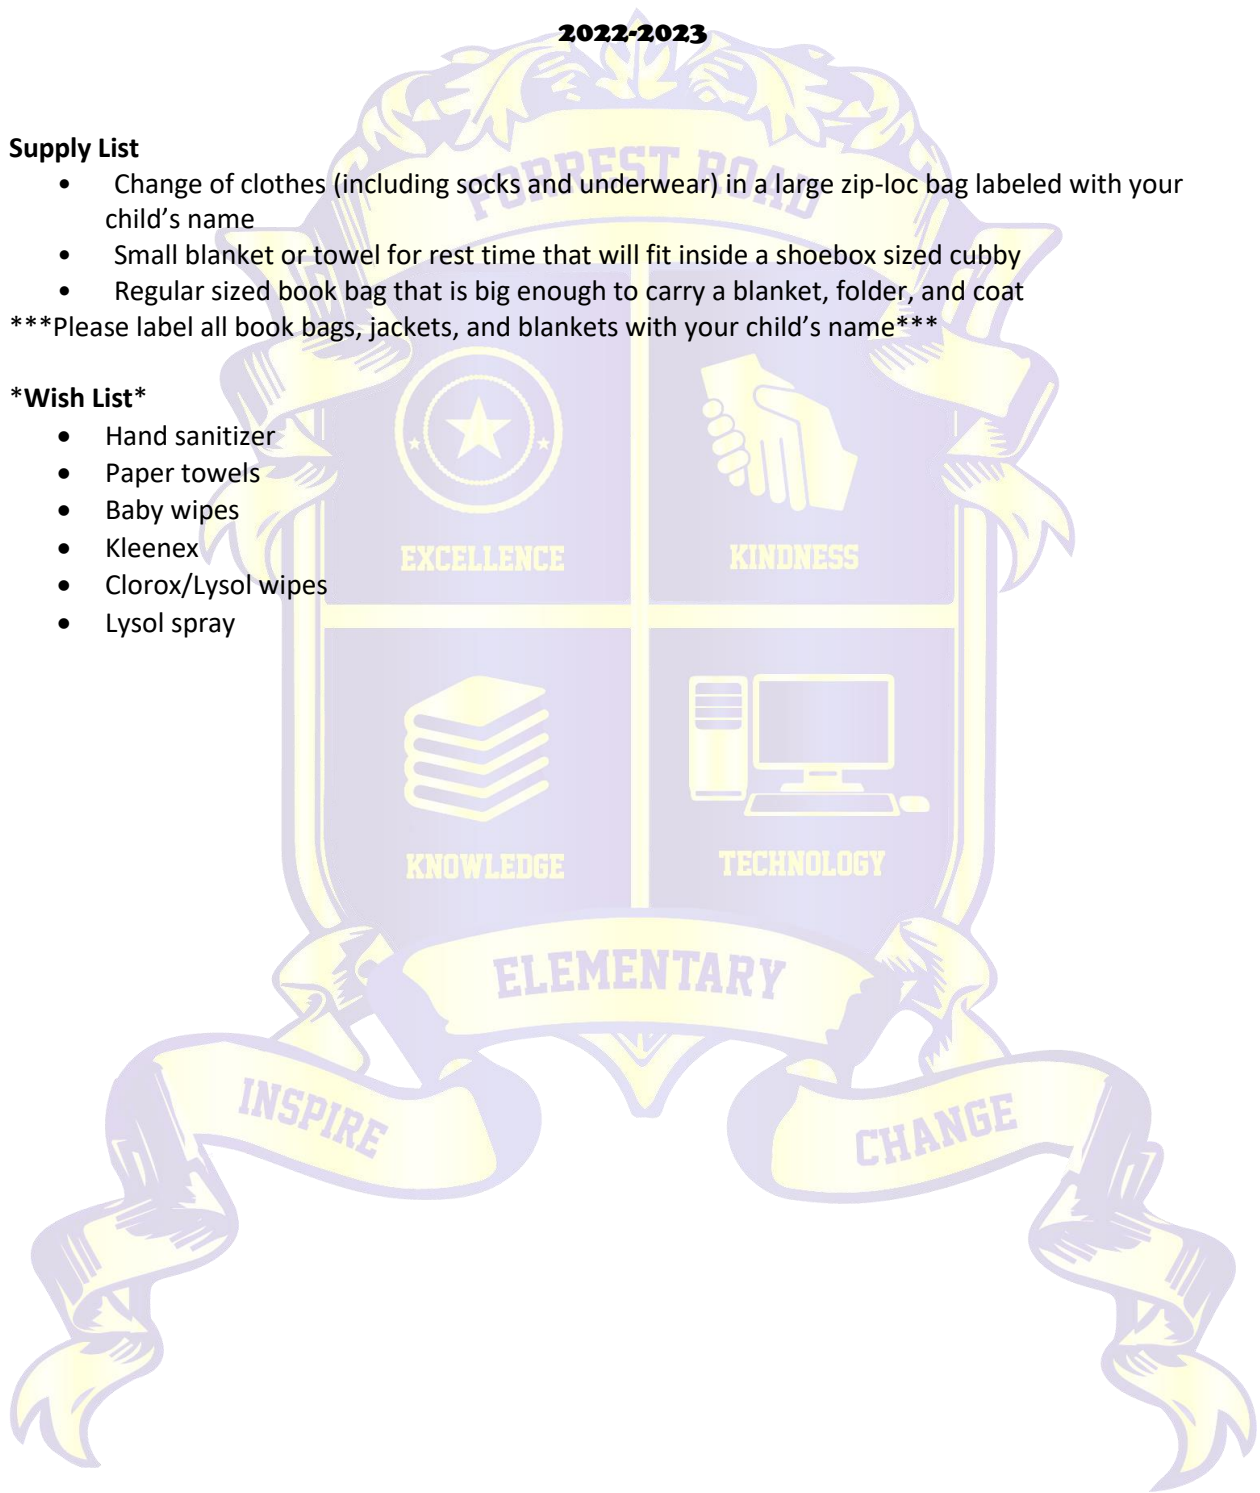 2022-2023
FORREST ROAD
Supply List
• Change of clothes (including socks and underwear) in a large zip-loc bag labeled with your
child’s name
• Small blanket or towel for rest time that will fit inside a shoebox sized cubby
• Regular sized book bag that is big enough to carry a blanket, folder, and coat
***Please label all book bags, jackets, and blankets with your child’s name***
*Wish List*
• Hand sanitizer
• Paper towels
• Baby wipes
• Kleenex
• Clorox/Lysol wipes
• Lysol spray
EXCELLENCE
KINDNESS
KNOWLEDGE
TECHNOLOGY
ELEMENTARY
INSPIRE
CHANGE